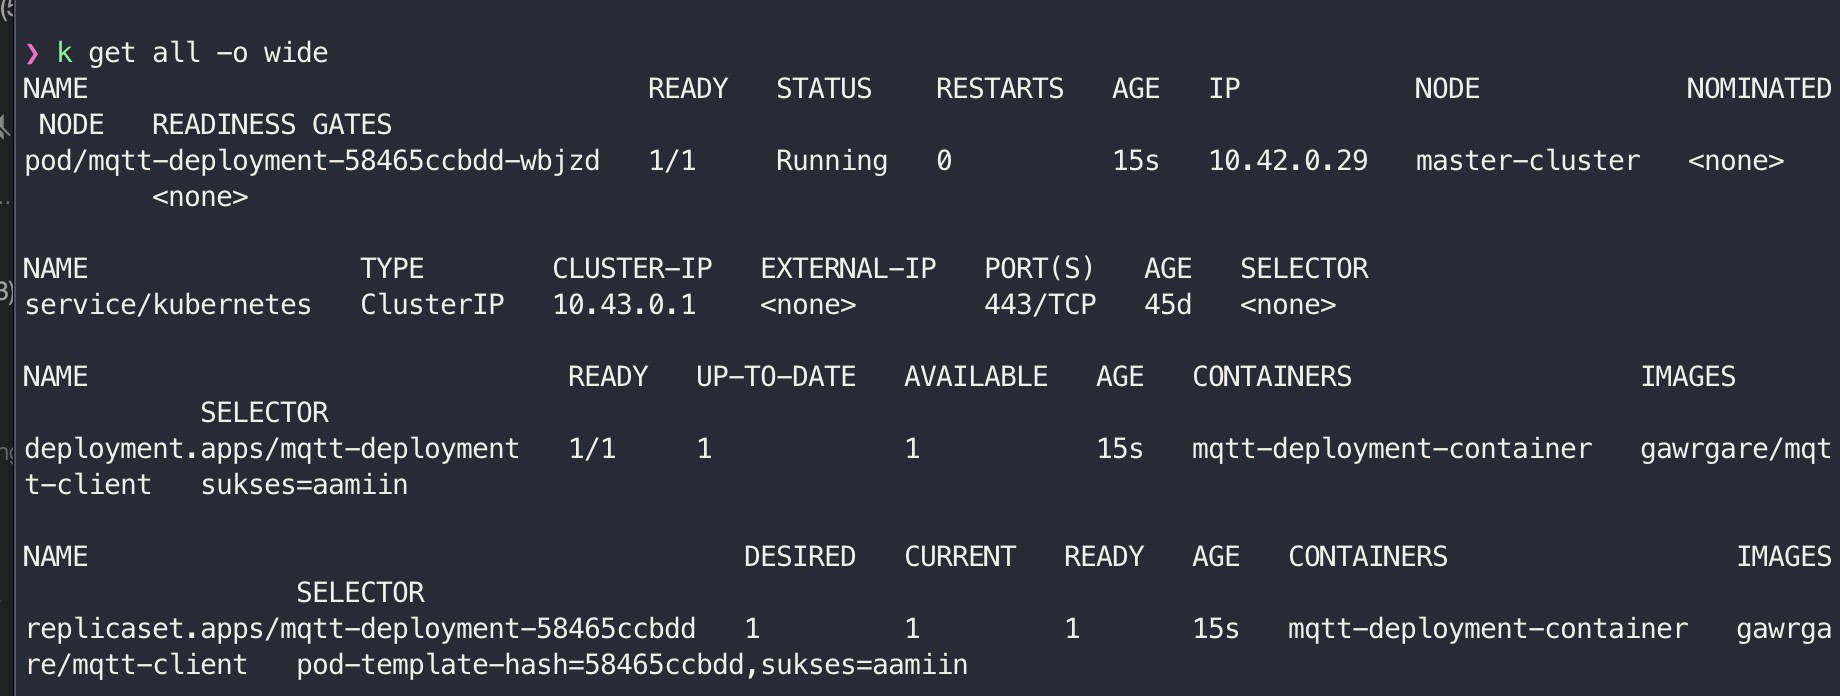 ❯ k get all -o wide
NAME                                   READY   STATUS    RESTARTS   AGE   IP           NODE             NOMINATED
 NODE   READINESS GATES
pod/mqtt-deployment-58465ccbdd-wbjzd   1/1     Running   0          15s   10.42.0.29   master-cluster   <none>
        <none>
NAME                 TYPE        CLUSTER-IP   EXTERNAL-IP   PORT(S)   AGE   SELECTOR
service/kubernetes   ClusterIP   10.43.0.1    <none>        443/TCP   45d   <none>
NAME                              READY   UP-TO-DATE   AVAILABLE   AGE   CONTAINERS                  IMAGES
           SELECTOR
deployment.apps/mqtt-deployment   1/1     1            1           15s   mqtt-deployment-container   gawrgare/mqt
t-client   sukses=aamiin
NAME                                         DESIRED   CURRENT   READY   AGE   CONTAINERS                  IMAGES
                 SELECTOR
replicaset.apps/mqtt-deployment-58465ccbdd   1         1         1       15s   mqtt-deployment-container   gawrga
re/mqtt-client   pod-template-hash=58465ccbdd,sukses=aamiin